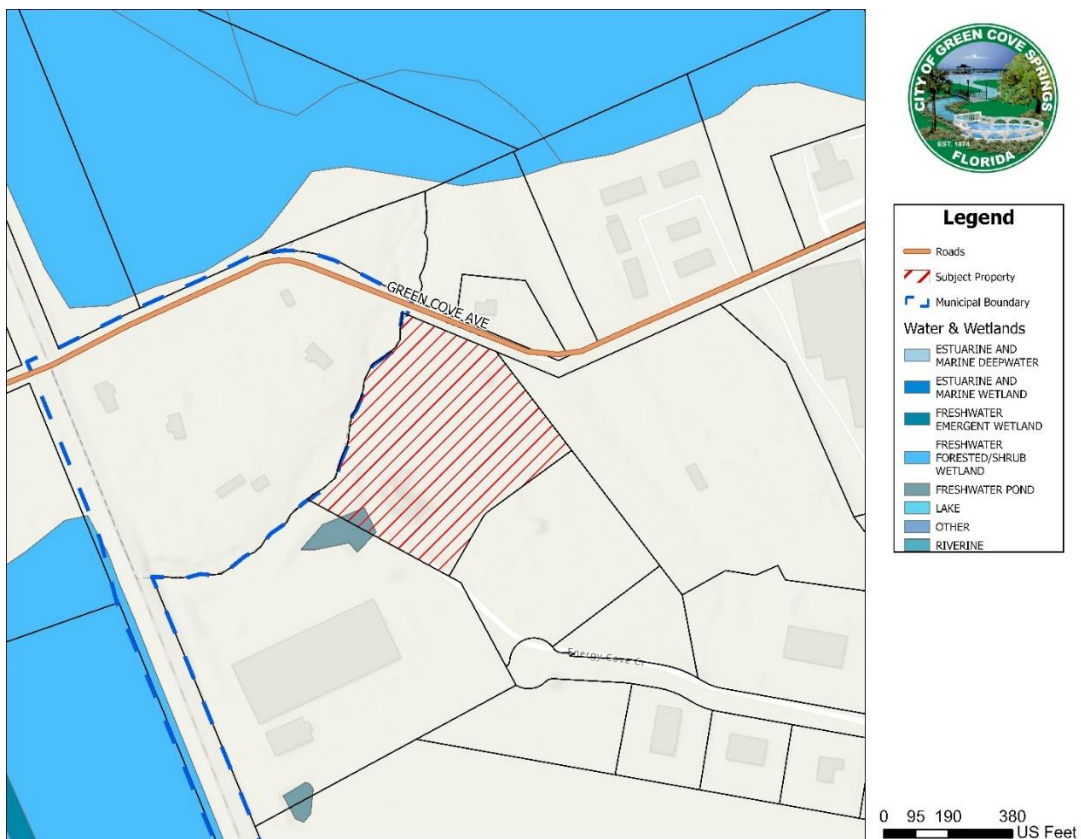 GREEN COVE AVE
Energy Cove Ct
CITY OF GREEN COVE SPRINGS
EST. 1874
FLORIDA
Legend
Roads
Subject Property
Municipal Boundary
Water & Wetlands
ESTUARINE AND
MARINE DEEPWATER
ESTUARINE AND
MARINE WETLAND
FRESHWATER
EMERGENT WETLAND
FRESHWATER
FORESTED/SHRUB
WETLAND
FRESHWATER POND
LAKE
OTHER
RIVERINE
0 95 190 380
US Feet